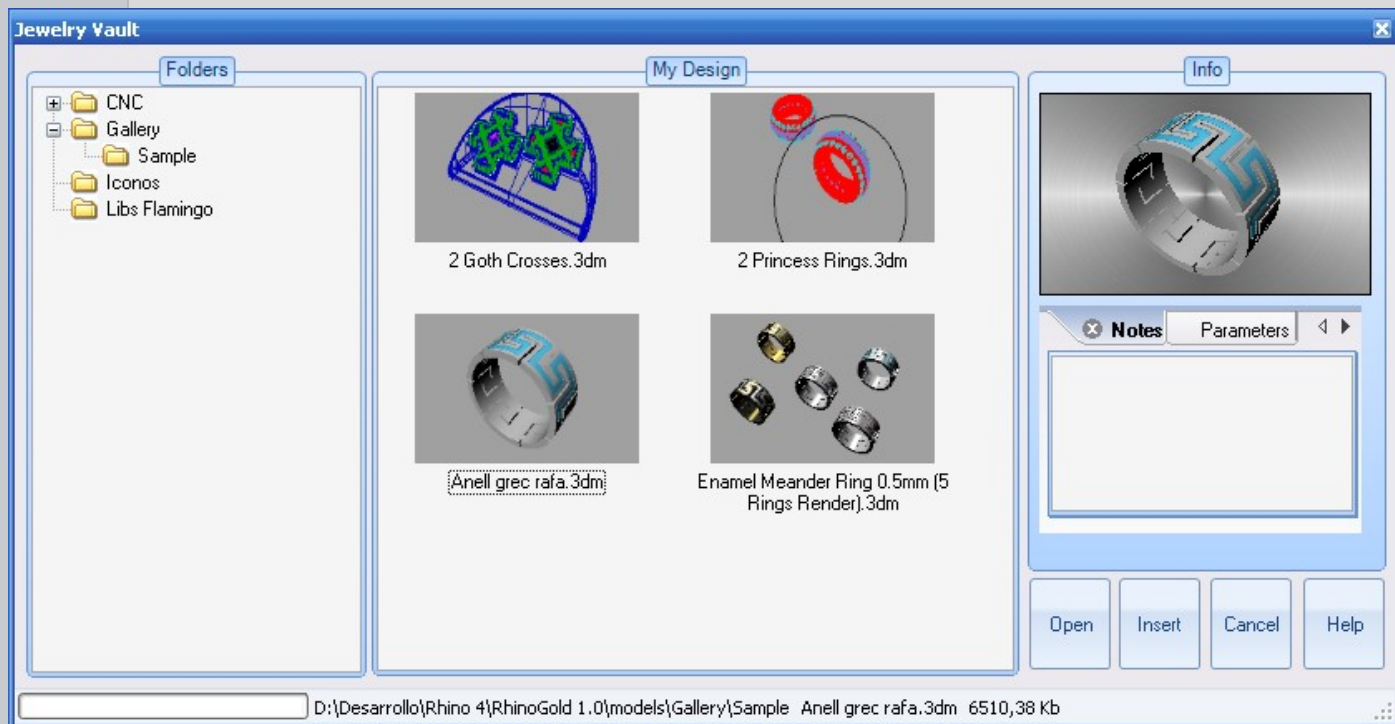 Jewelry Vault
Folders
CNC
Gallery
Sample
Iconos
Libs Flamingo
My Design
2 Goth Crosses.3dm
2 Princess Rings.3dm
Anell grec rafa.3dm
Enamel Meander Ring 0.5mm (5
Rings Render).3dm
Info
Notes
Parameters
Open
Insert
Cancel
Help
D:\Desarrollo\Rhino 4\RhinoGold 1.0\models\Gallery\Sample Anell grec rafa.3dm 6510,38 Kb